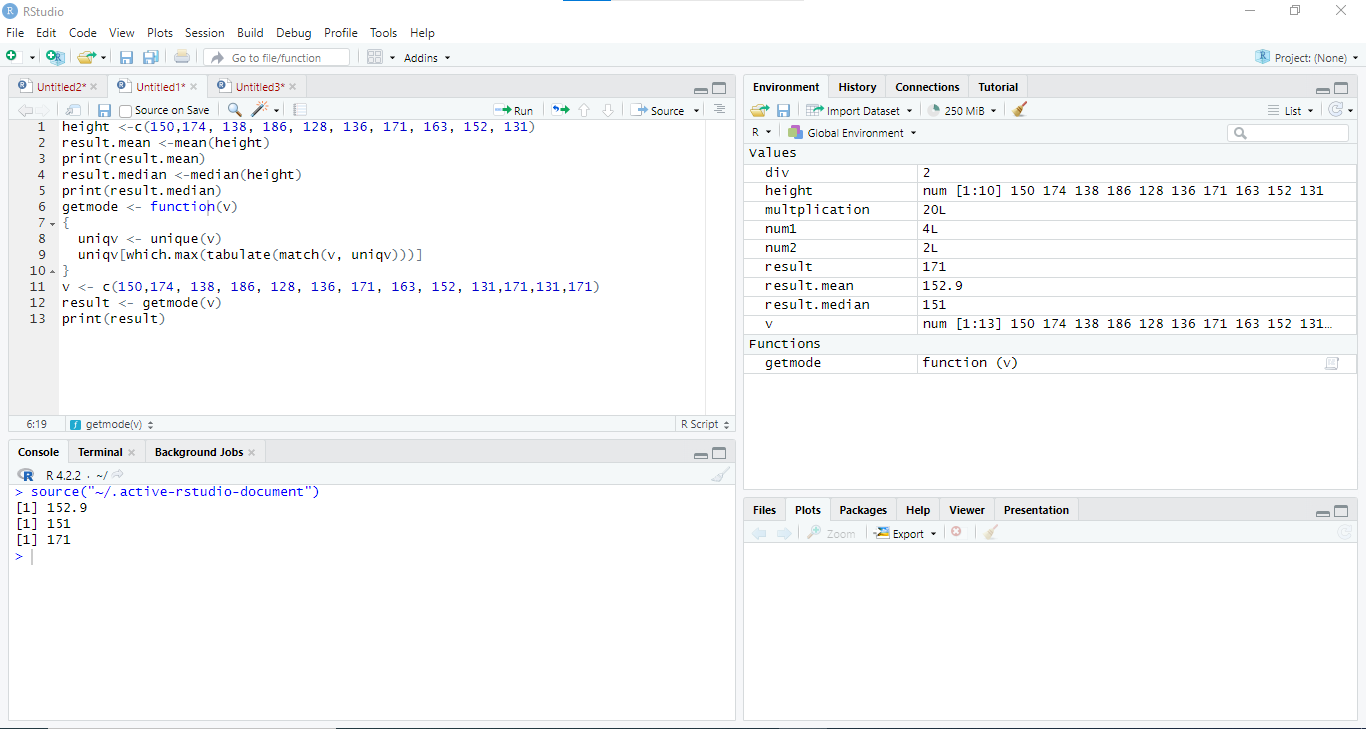 RStudio
File Edit Code View Plots Session Build Debug Profile Tools Help
Go to file/function Addins Project: (None)
Untitled2* Untitled1* Untitled3*
Source on Save Run Source
1 height <-c(150,174, 138, 186, 128, 136, 171, 163, 152, 131)
2 result.mean <-mean(height)
3 print(result.mean)
4 result.median <-median(height)
5 print(result.median)
6 getmode <- function(v)
7 {
8 uniqv <- unique(v)
9 uniqv[which.max(tabulate(match(v, uniqv)))]
10 }
11 v <- c(150,174, 138, 186, 128, 136, 171, 163, 152, 131,171,131,171)
12 result <- getmode(v)
13 print(result)
6:19 getmode(v) R Script
Console Terminal Background Jobs
R 4.2.2 · ~/
> source("~/.active-rstudio-document")
[1] 152.9
[1] 151
[1] 171
>
Environment History Connections Tutorial
Import Dataset 250 MiB List
R Global Environment
Values
div 2
height num [1:10] 150 174 138 186 128 136 171 163 152 131
multplication 20L
num1 4L
num2 2L
result 171
result.mean 152.9
result.median 151
v num [1:13] 150 174 138 186 128 136 171 163 152 131…
Functions
getmode function (v)
Files Plots Packages Help Viewer Presentation
Zoom Export